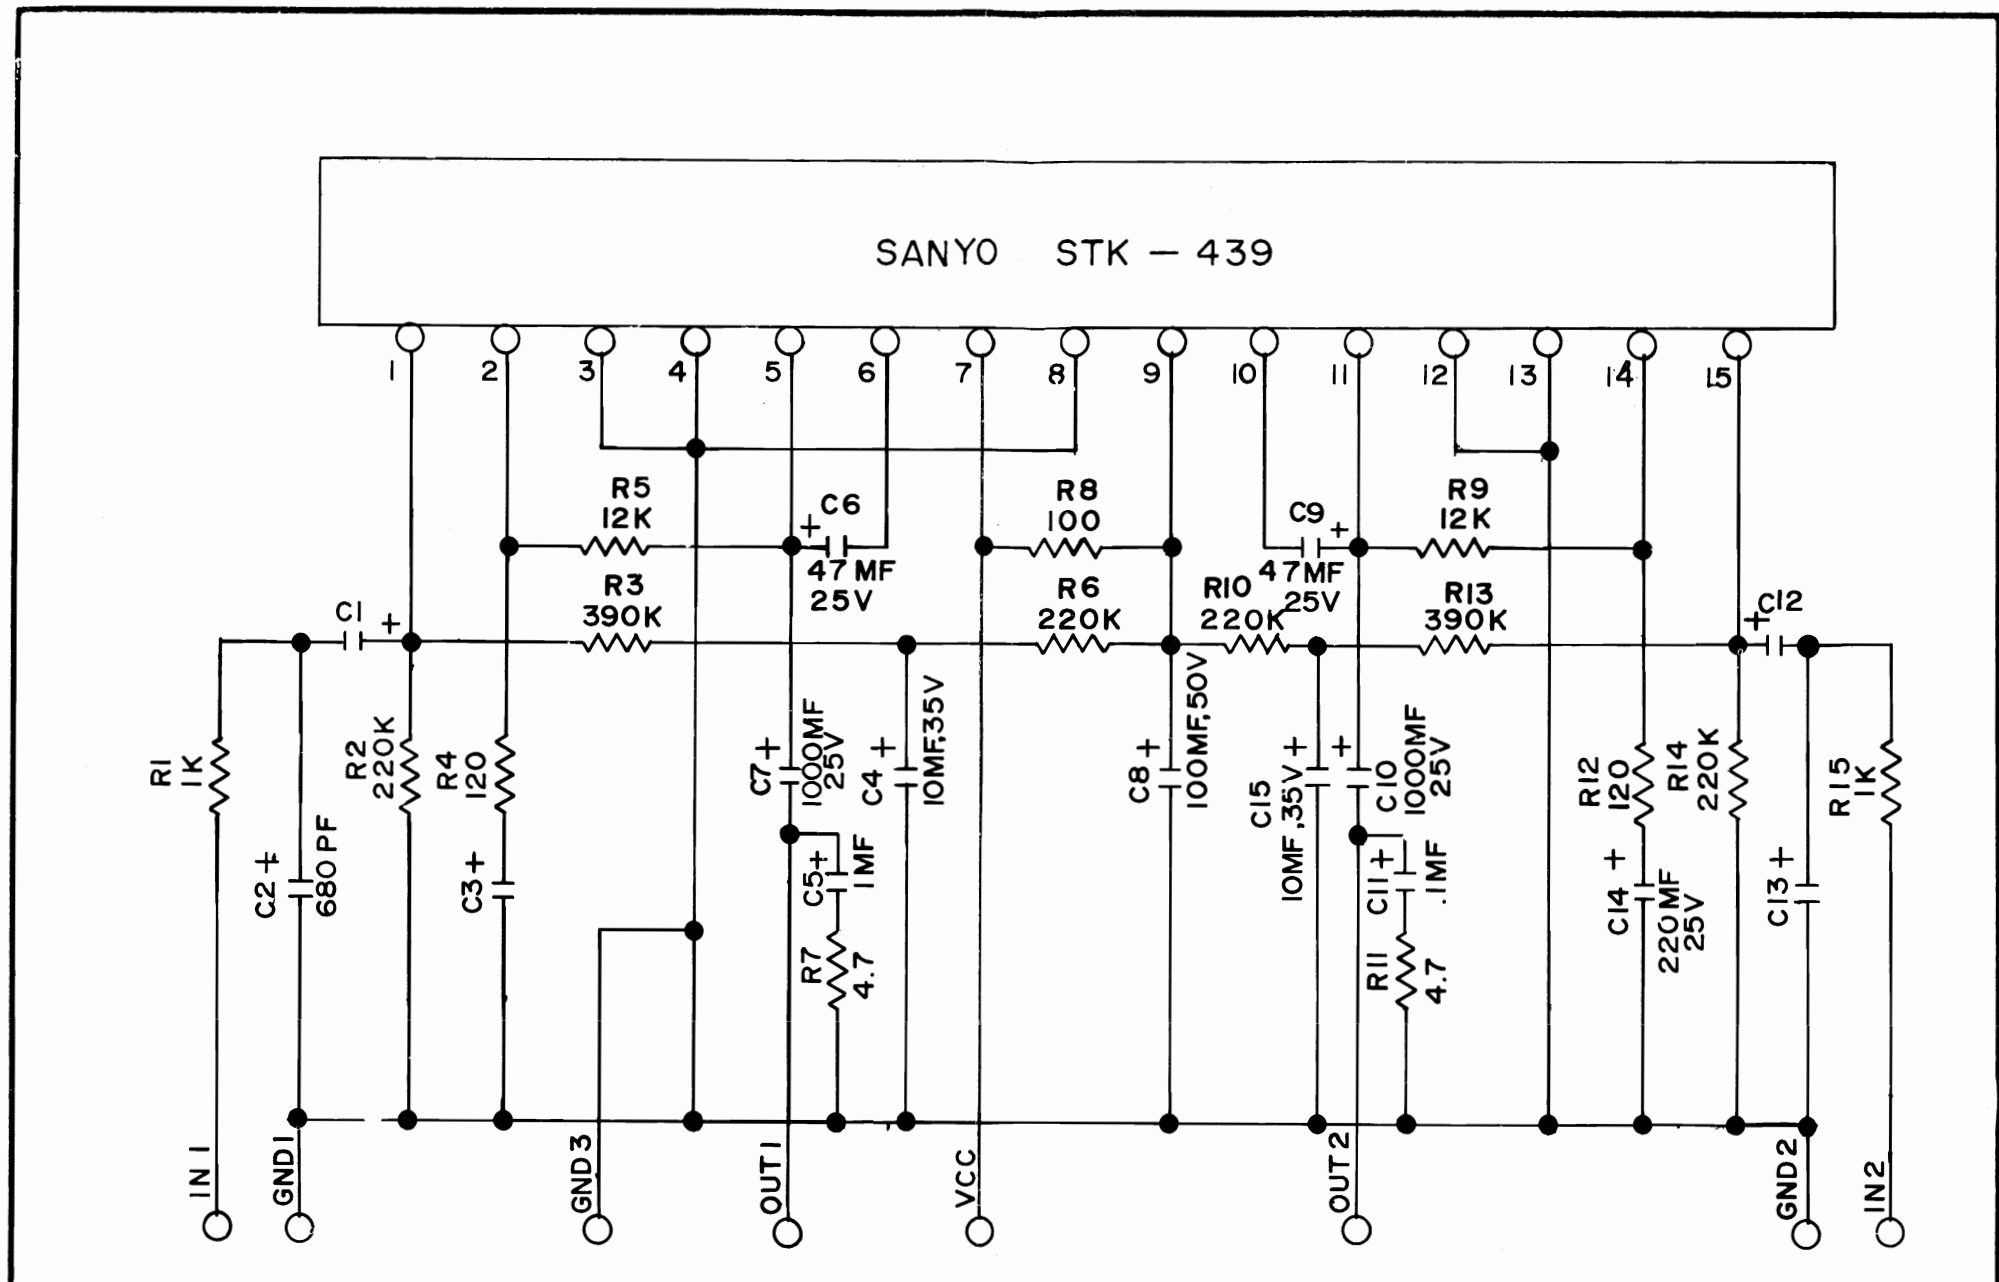 SANYO STK – 439
1
2
3
4
5
6
7
8
9
10
11
12
13
14
15
R5
12K
C6
+
47MF
25V
R8
100
C9
+
47MF
25V
R9
12K
C1
+
R3
390K
R6
220K
R10
220K
R13
390K
+
C12
R1
1K
C2
+
680PF
R2
220K
R4
120
C3
+
C7
+
1000MF
25V
C4
+
10MF,35V
C5
+
1MF
R7
4.7
C8
+
100MF,50V
C15
+
10MF,35V
C10
+
1000MF
25V
C11
+
.1MF
R11
4.7
R12
120
C14
+
220MF
25V
R14
220K
C13
+
R15
1K
IN1
GND1
GND3
OUT1
VCC
OUT2
GND2
IN2